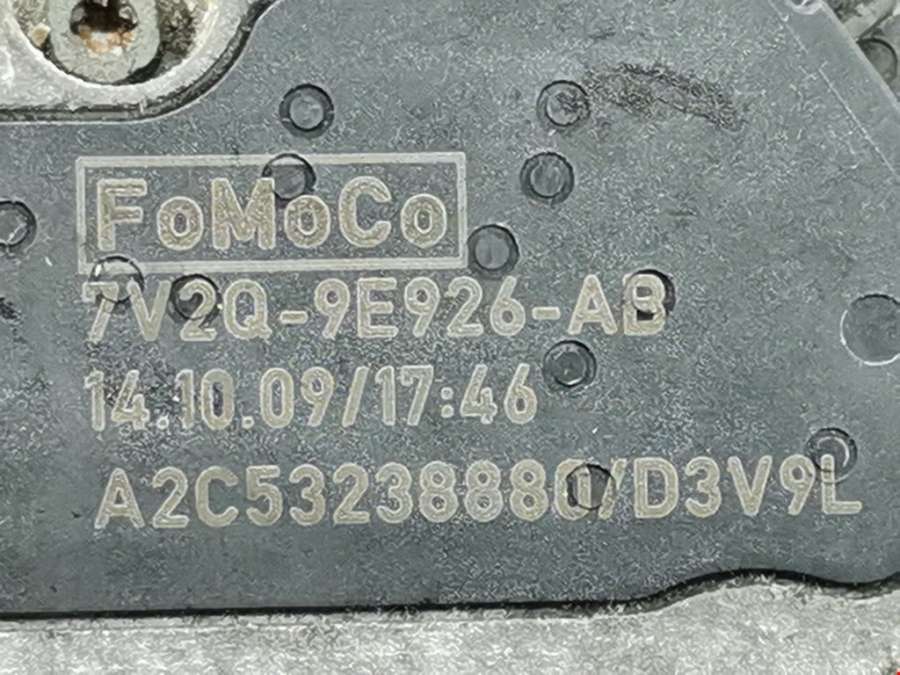 FoMoCo
7V2Q-9E926-AB
14.10.09/17:46
A2C53238880/D3V9L